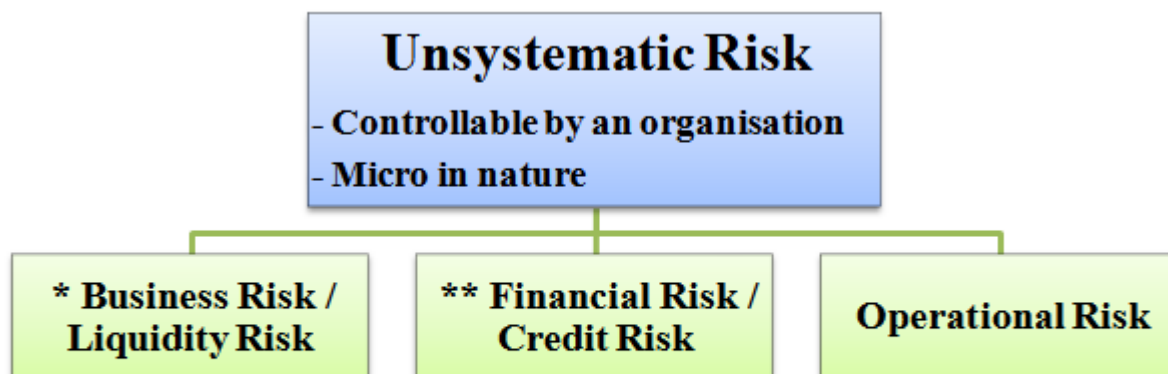 Unsystematic Risk
- Controllable by an organisation
- Micro in nature
* Business Risk /
Liquidity Risk
** Financial Risk /
Credit Risk
Operational Risk